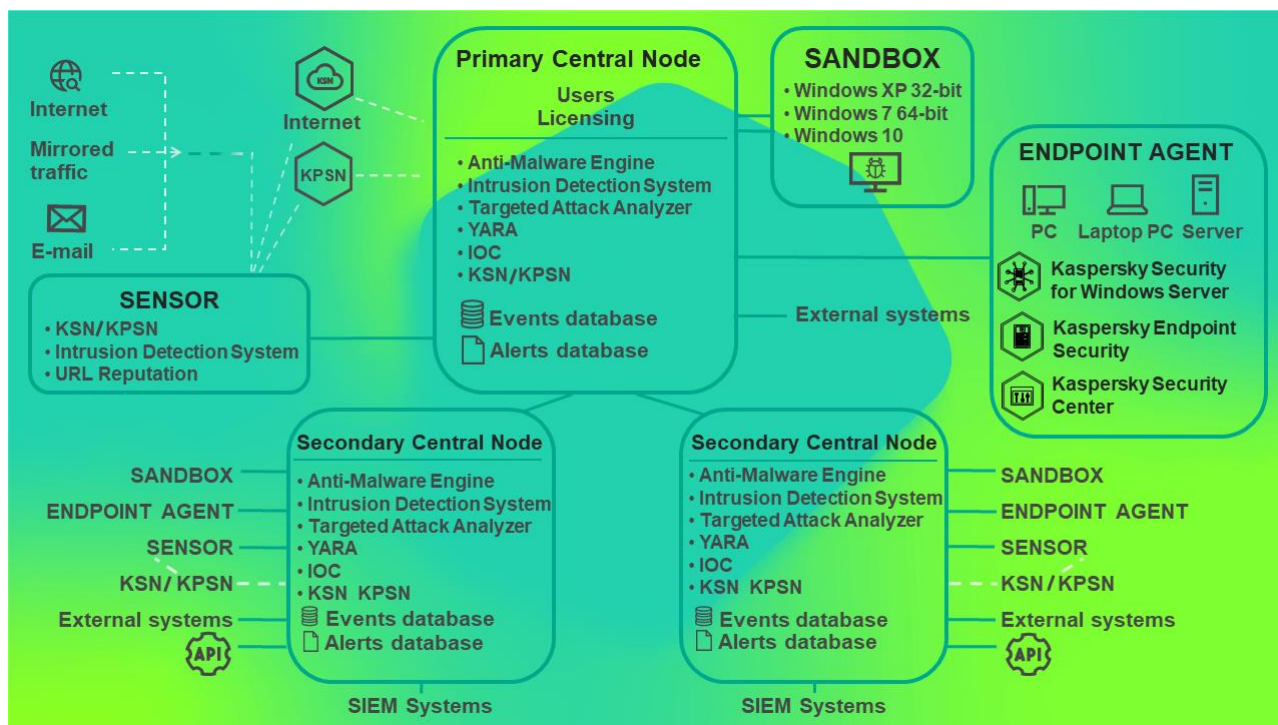 Internet
Mirrored
traffic
E-mail
KSN
Internet
KPSN
SENSOR
• KSN/KPSN
• Intrusion Detection System
• URL Reputation
Primary Central Node
Users
Licensing
• Anti-Malware Engine
• Intrusion Detection System
• Targeted Attack Analyzer
• YARA
• IOC
• KSN/KPSN
Events database
Alerts database
SANDBOX
• Windows XP 32-bit
• Windows 7 64-bit
• Windows 10
External systems
ENDPOINT AGENT
PC Laptop PC Server
Kaspersky Security
for Windows Server
Kaspersky Endpoint
Security
Kaspersky Security
Center
SANDBOX
ENDPOINT AGENT
SENSOR
KSN/ KPSN
External systems
API
Secondary Central Node
• Anti-Malware Engine
• Intrusion Detection System
• Targeted Attack Analyzer
• YARA
• IOC
• KSN KPSN
Events database
Alerts database
SIEM Systems
Secondary Central Node
• Anti-Malware Engine
• Intrusion Detection System
• Targeted Attack Analyzer
• YARA
• IOC
• KSN KPSN
Events database
Alerts database
SIEM Systems
SANDBOX
ENDPOINT AGENT
SENSOR
KSN/KPSN
External systems
API